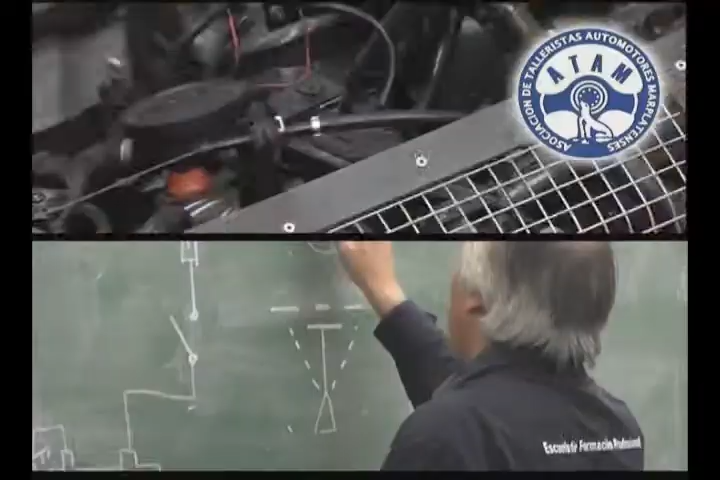 ASOCIACION DE TALLERISTAS AUTOMOTORES MARPLATENSES
ATAM
Escuela de Formación Profesional